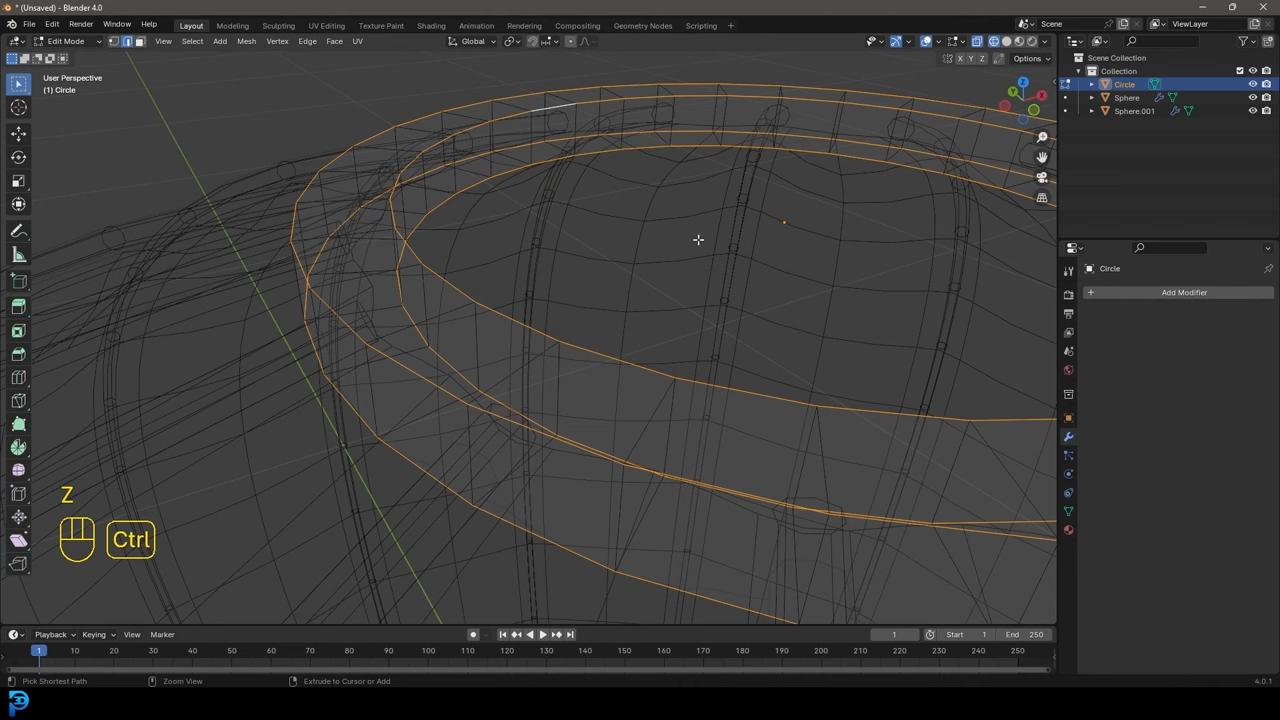 * (Unsaved) - Blender 4.0
File Edit Render Window Help Layout Modeling Sculpting UV Editing Texture Paint Shading Animation Rendering Compositing Geometry Nodes Scripting + Scene ViewLayer
Edit Mode View Select Add Mesh Vertex Edge Face UV Global
X Y Z Options
User Perspective
(1) Circle
Z
X
Y
Scene Collection
Collection
Circle
Sphere
Sphere.001
Circle
+ Add Modifier
Z
Ctrl
Playback Keying View Marker 1 Start 1 End 250
1 10 20 30 40 50 60 70 80 90 100 110 120 130 140 150 160 170 180 190 200 210 220 230 240 250
Pick Shortest Path Zoom View Extrude to Cursor or Add 4.0.1